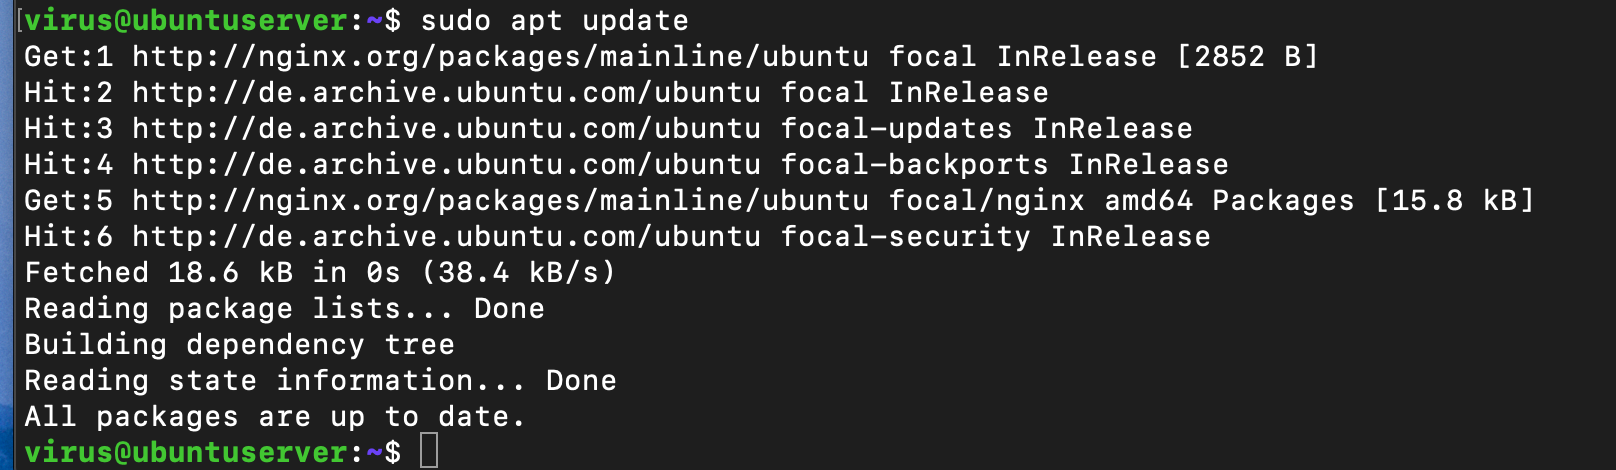 [virus@ubuntuserver:~$ sudo apt update
Get:1 http://nginx.org/packages/mainline/ubuntu focal InRelease [2852 B]
Hit:2 http://de.archive.ubuntu.com/ubuntu focal InRelease
Hit:3 http://de.archive.ubuntu.com/ubuntu focal-updates InRelease
Hit:4 http://de.archive.ubuntu.com/ubuntu focal-backports InRelease
Get:5 http://nginx.org/packages/mainline/ubuntu focal/nginx amd64 Packages [15.8 kB]
Hit:6 http://de.archive.ubuntu.com/ubuntu focal-security InRelease
Fetched 18.6 kB in 0s (38.4 kB/s)
Reading package lists... Done
Building dependency tree
Reading state information... Done
All packages are up to date.
virus@ubuntuserver:~$